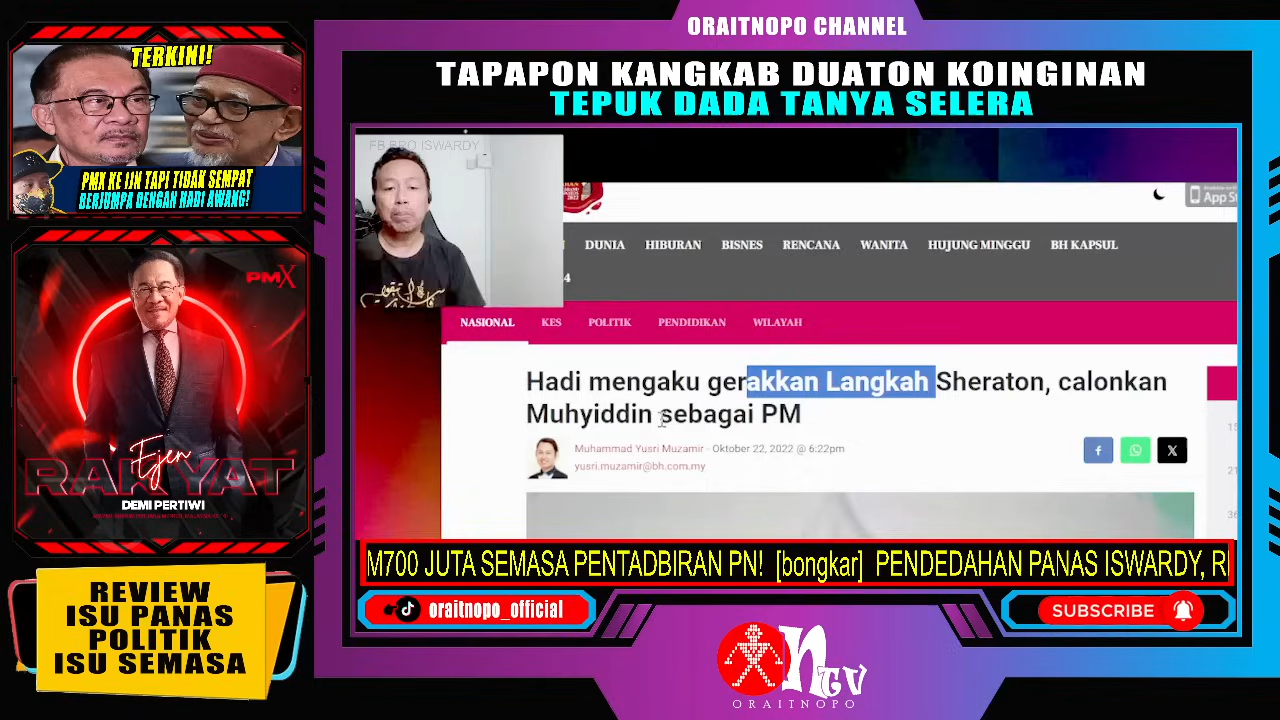 ORAITNOPO CHANNEL
TAPAPON KANGKAB DUATON KOINGINAN
TEPUK DADA TANYA SELERA
TERKINI!
PMX KE IJN TAPI TIDAK SEMPAT
BERJUMPA DENGAN HADI AWANG!
PMX
Ejen
RAKYAT
DEMI PERTIWI
REVIEW
ISU PANAS
POLITIK
ISU SEMASA
FB BRO ISWARDY
App St
DUNIA HIBURAN BISNES RENCANA WANITA HUJUNG MINGGU BH KAPSUL
NASIONAL KES POLITIK PENDIDIKAN WILAYAH
Hadi mengaku gerakkan Langkah Sheraton, calonkan
Muhyiddin sebagai PM
Muhammad Yusri Muzamir - Oktober 22, 2022 @ 6:22pm
yusri.muzamir@bh.com.my
M700 JUTA SEMASA PENTADBIRAN PN! [bongkar] PENDEDAHAN PANAS ISWARDY, R
oraitnopo_official
SUBSCRIBE
nTV
ORAITNOPO